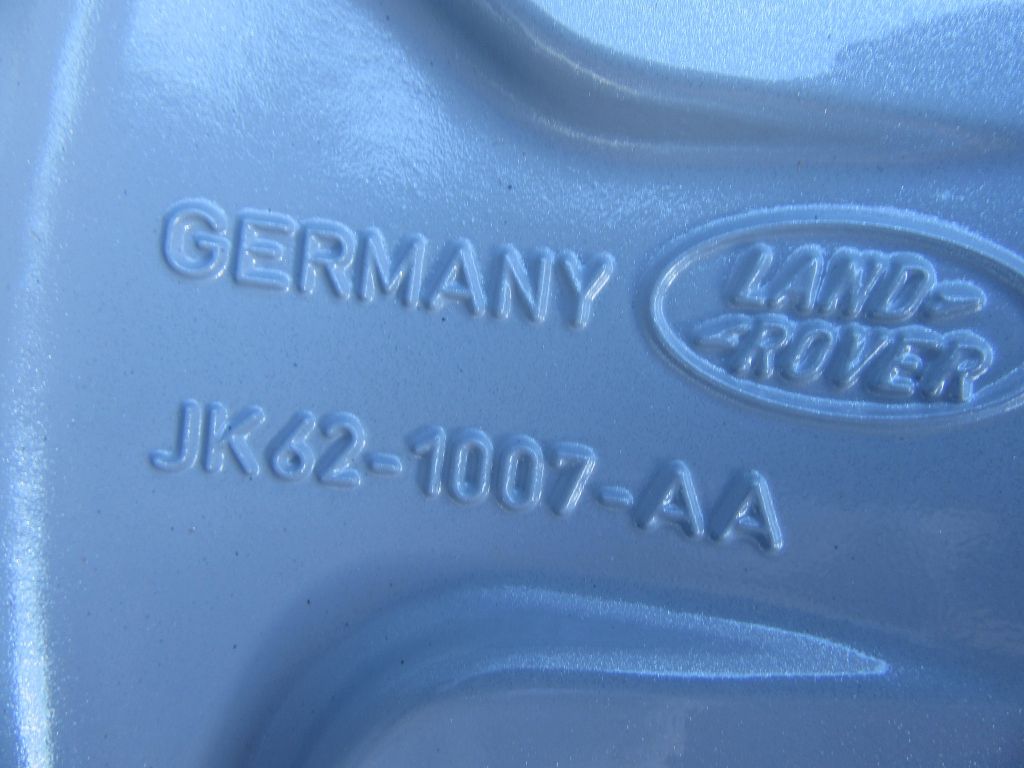 GERMANY
LAND-
ROVER
JK62-1007-AA